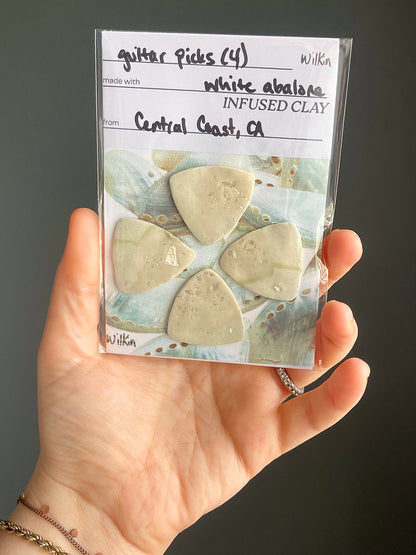 guitar picks (4)
Wilkin
made with
white abalone
INFUSED CLAY
from
Central Coast, CA
Wilkin